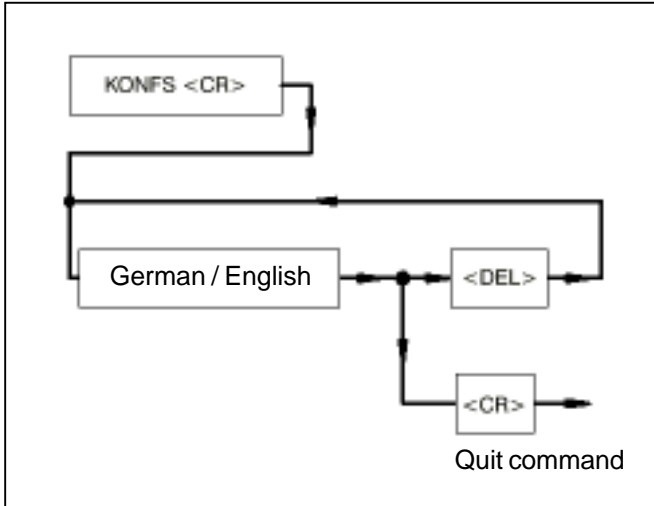 KONFS <CR>
German / English
<DEL>
<CR>
Quit command